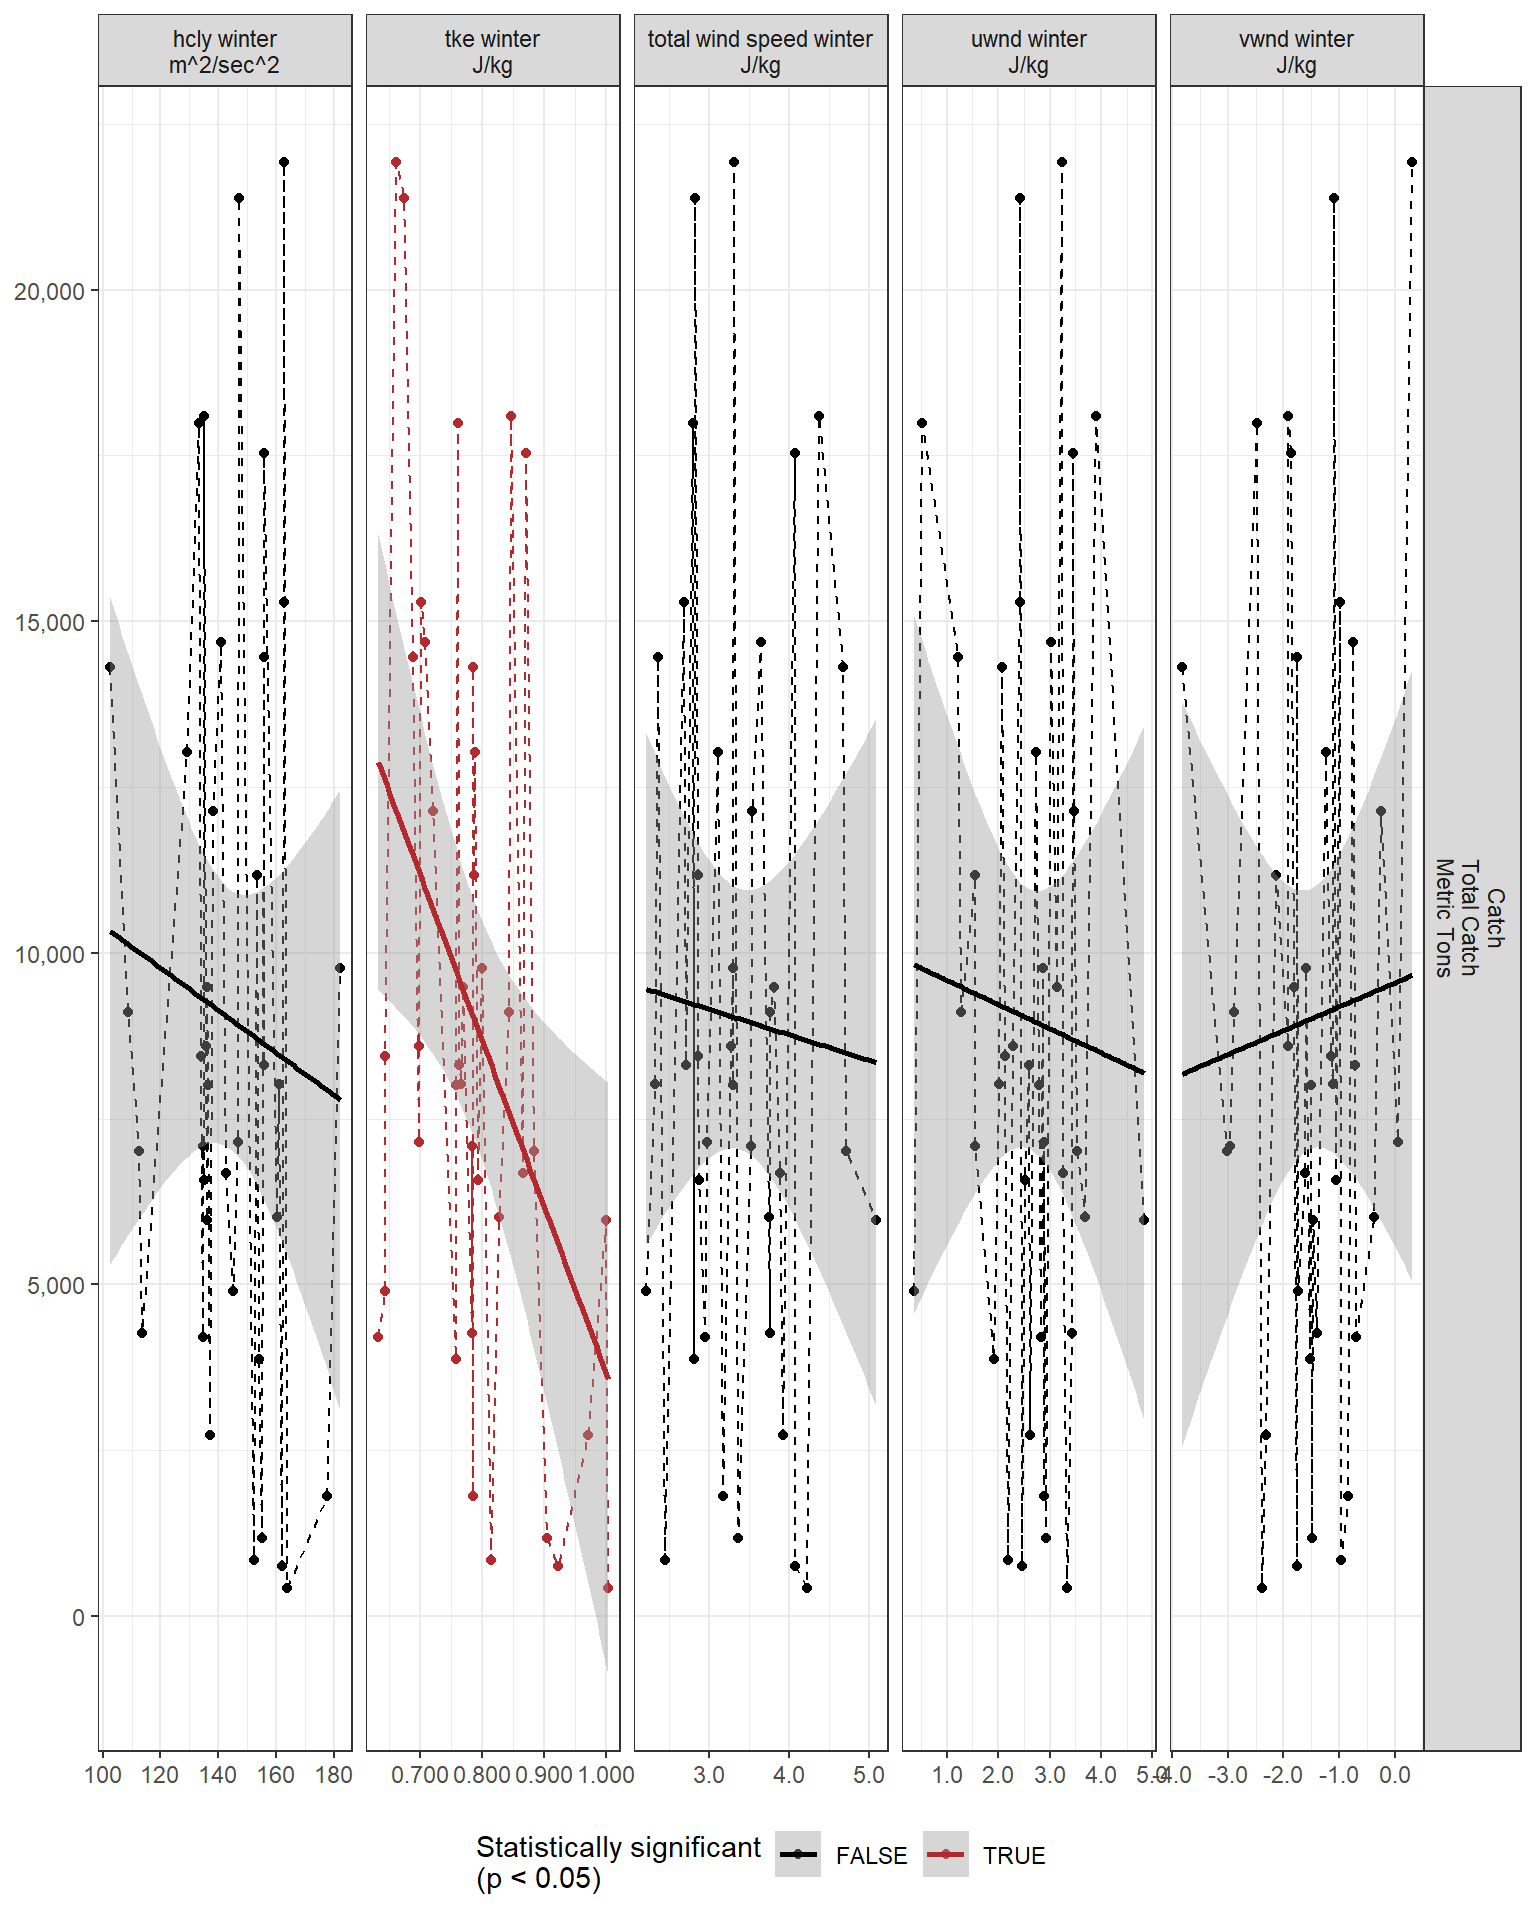 hcly winter
m^2/sec^2
tke winter
J/kg
total wind speed winter
J/kg
uwnd winter
J/kg
vwnd winter
J/kg
20,000
15,000
10,000
5,000
0
Catch
Total Catch
Metric Tons
100 120 140 160 180
0.700 0.800 0.900 1.000
3.0 4.0 5.0
1.0 2.0 3.0 4.0 5.0
-4.0 -3.0 -2.0 -1.0 0.0
Statistically significant
(p < 0.05)
FALSE
TRUE